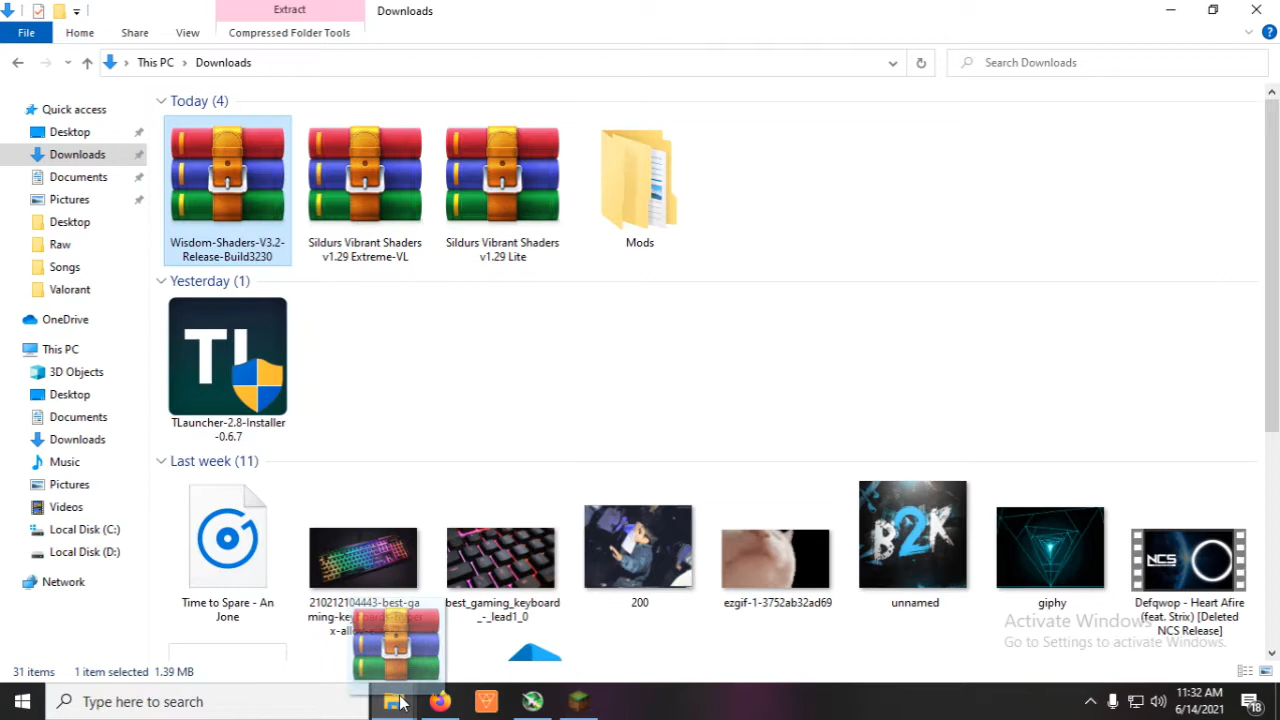 Extract
Downloads
File
Home
Share
View
Compressed Folder Tools
This PC
Downloads
Search Downloads
Quick access
Desktop
Downloads
Documents
Pictures
Desktop
Raw
Songs
Valorant
OneDrive
This PC
3D Objects
Desktop
Documents
Downloads
Music
Pictures
Videos
Local Disk (C:)
Local Disk (D:)
Network
Today (4)
Wisdom-Shaders-V3.2-
Release-Build3230
Sildurs Vibrant Shaders
v1.29 Extreme-VL
Sildurs Vibrant Shaders
v1.29 Lite
Mods
Yesterday (1)
TL
TLauncher-2.8-Installer
-0.6.7
Last week (11)
Time to Spare - An
Jone
210212104443-best-ga
best_gaming_keyboard
_-_lead1_0
200
ezgif-1-3752ab32ad69
B2K
unnamed
giphy
NCS
Defqwop - Heart Afire
(feat. Strix) [Deleted
NCS Release]
Activate Windows
Go to Settings to activate Windows.
31 items
1 item selected 1.39 MB
Type here to search
11:32 AM
6/14/2021
18